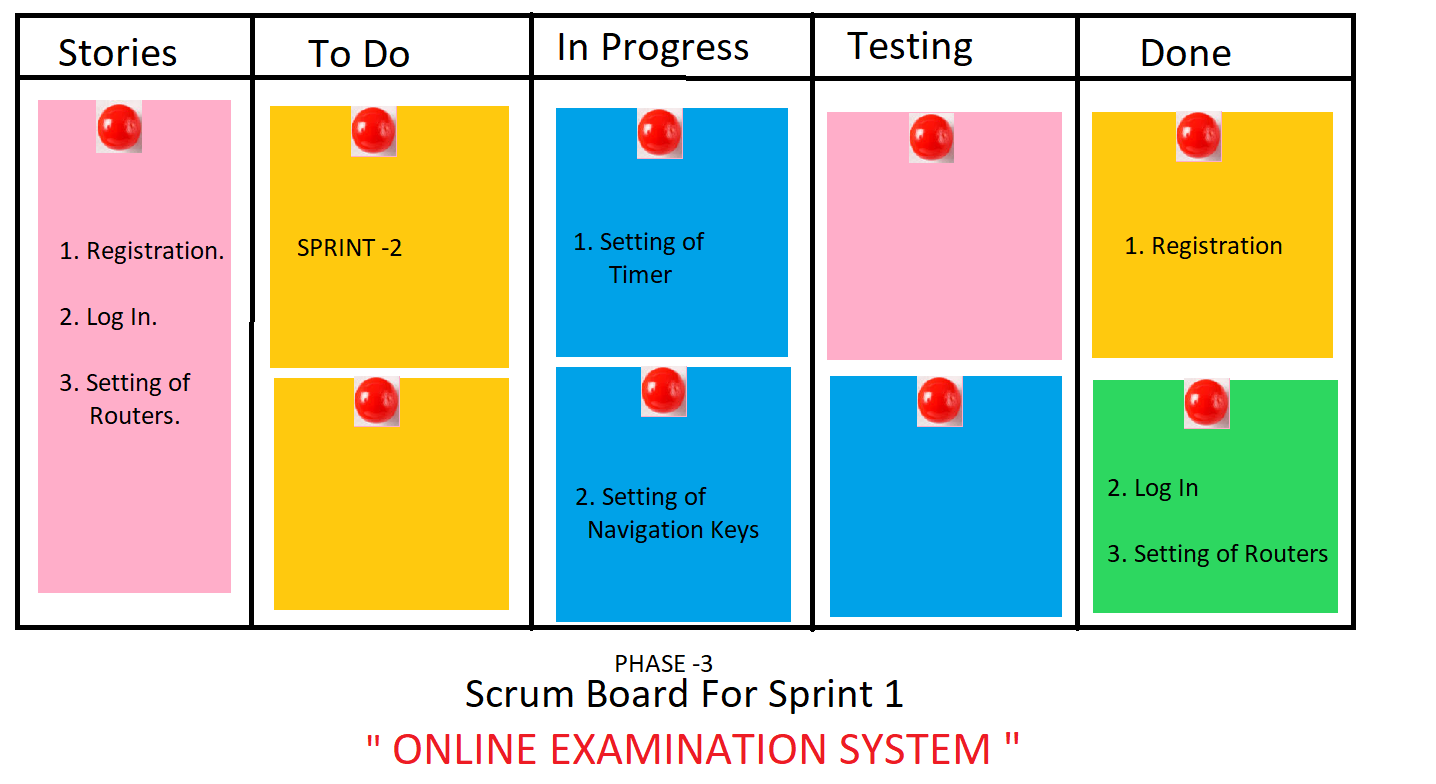 Stories
To Do
In Progress
Testing
Done
1. Registration.
2. Log In.
3. Setting of
Routers.
SPRINT -2
1. Setting of
Timer
2. Setting of
Navigation Keys
1. Registration
2. Log In
3. Setting of Routers
PHASE -3
Scrum Board For Sprint 1
" ONLINE EXAMINATION SYSTEM "